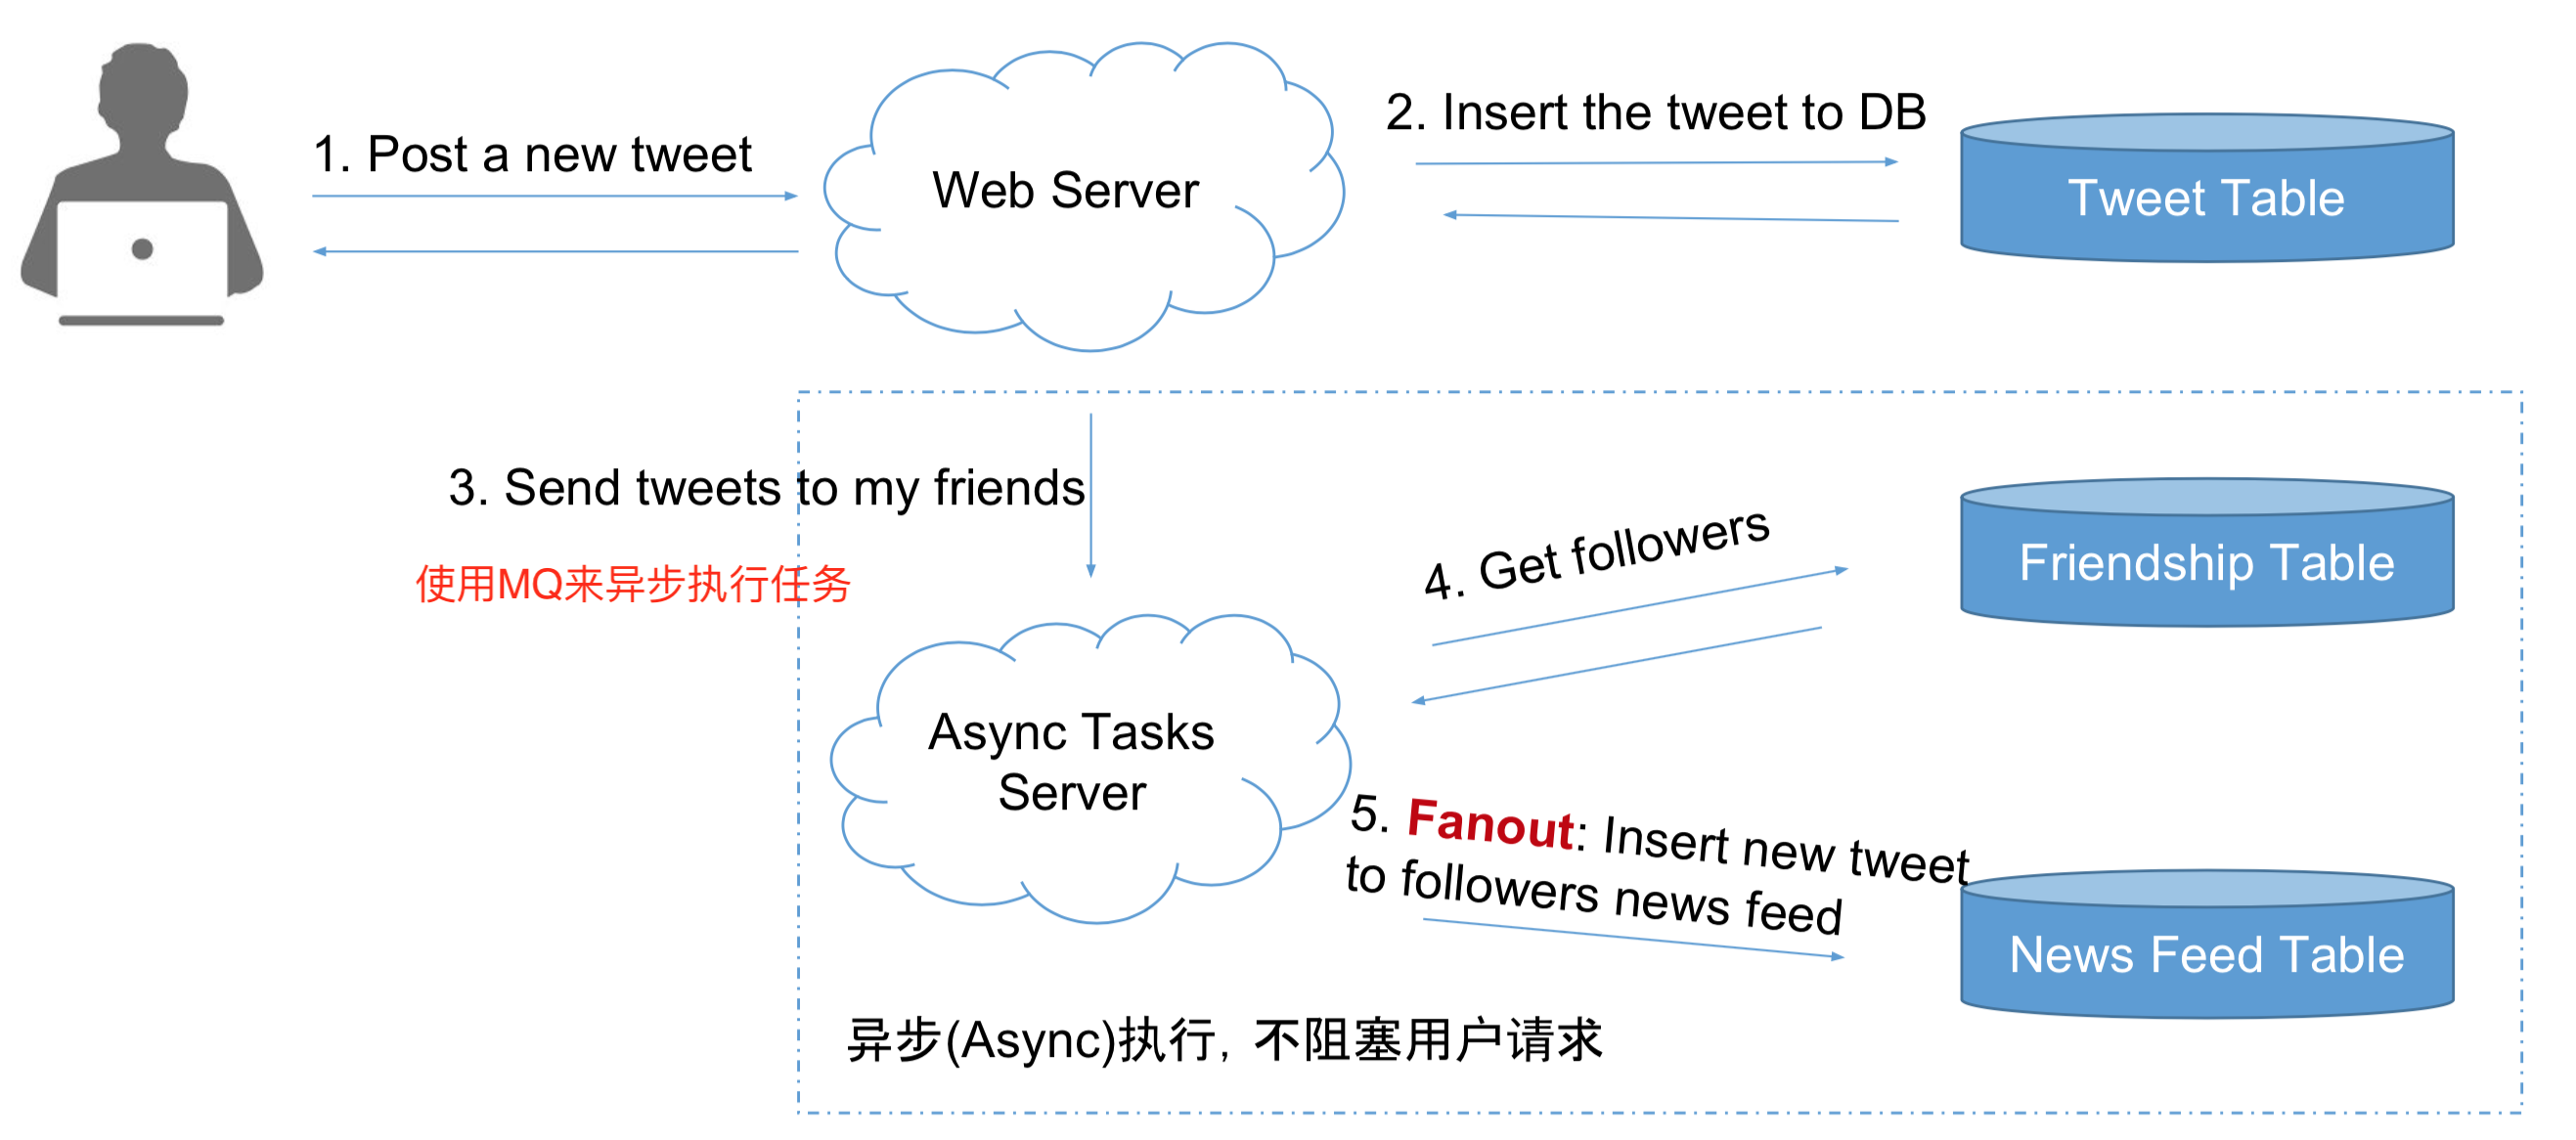 1. Post a new tweet
Web Server
2. Insert the tweet to DB
Tweet Table
3. Send tweets to my friends
使用MQ来异步执行任务
4. Get followers
Friendship Table
Async Tasks
Server
5. Fanout: Insert new tweet
to followers news feed
News Feed Table
异步(Async)执行，不阻塞用户请求